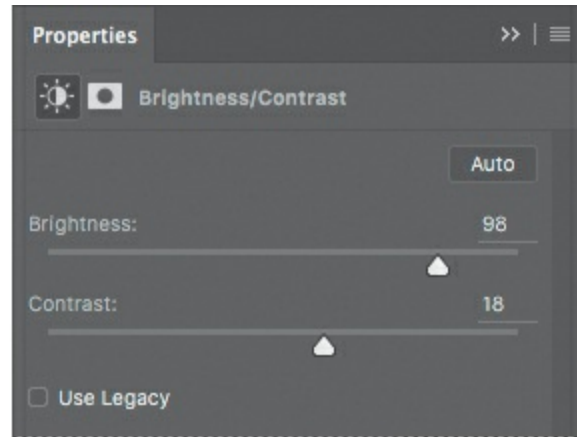 Properties
Brightness/Contrast
Auto
Brightness: 98
Contrast: 18
Use Legacy